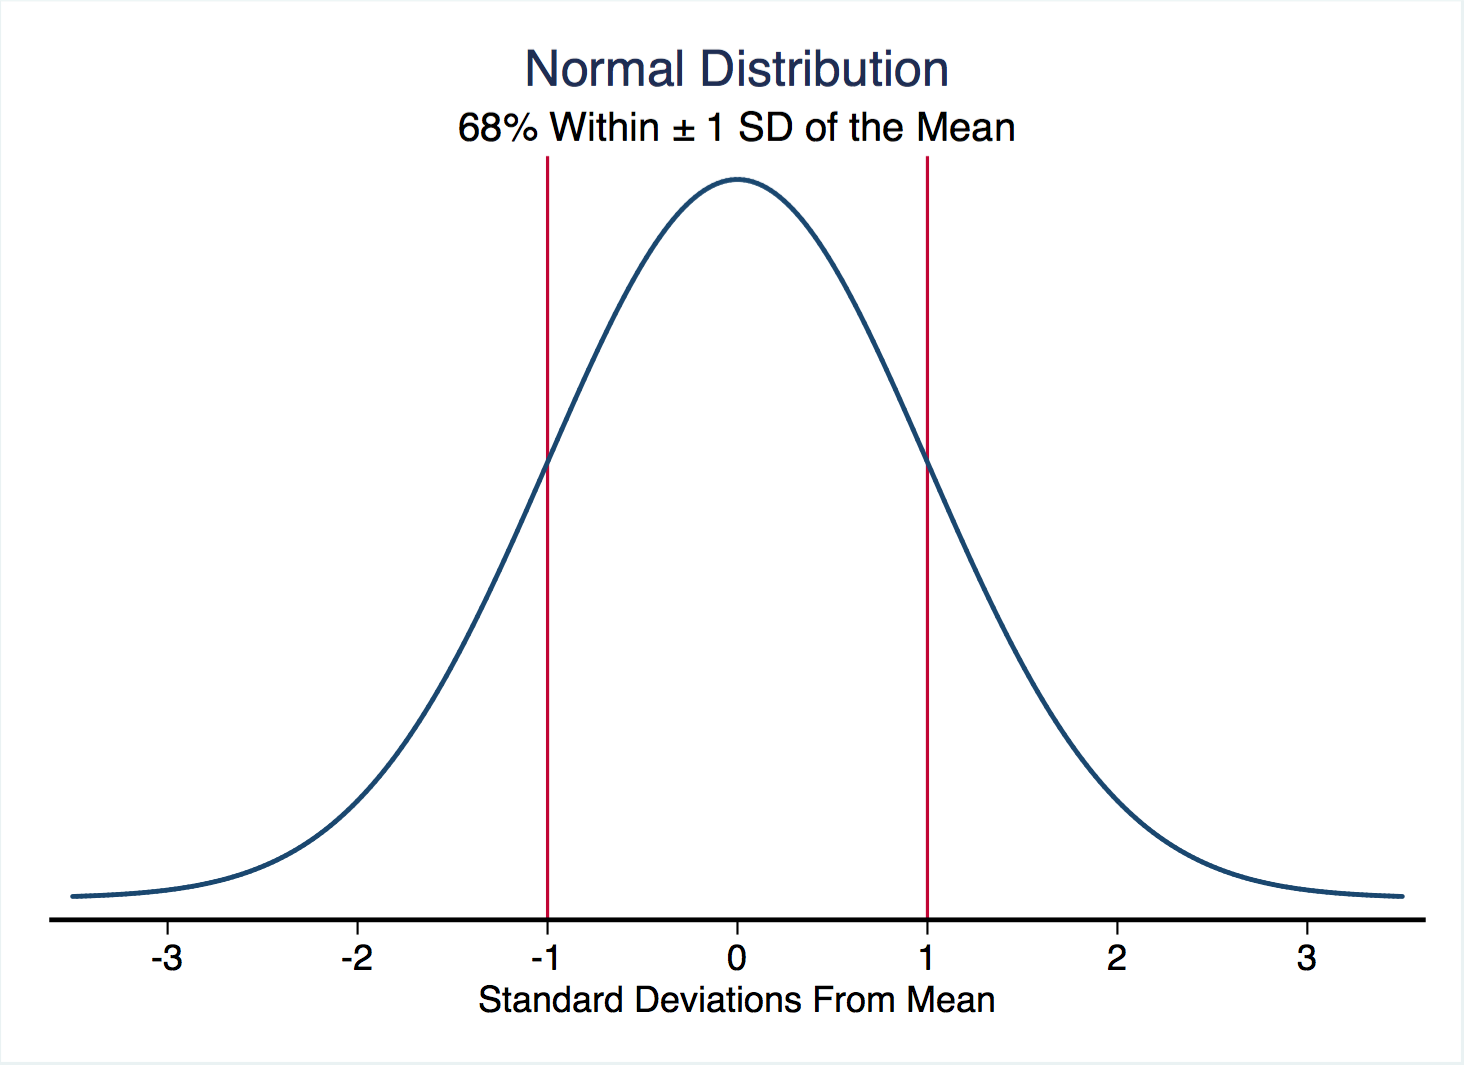 Normal Distribution
68% Within ± 1 SD of the Mean
-3 -2 -1 0 1 2 3
Standard Deviations From Mean